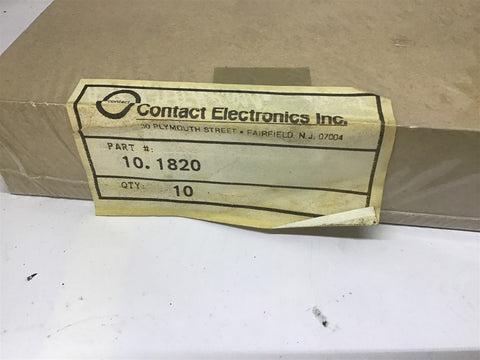 contact
Contact Electronics Inc.
30 PLYMOUTH STREET • FAIRFIELD, N.J. 07004
PART #:
10.1820
QTY: 10